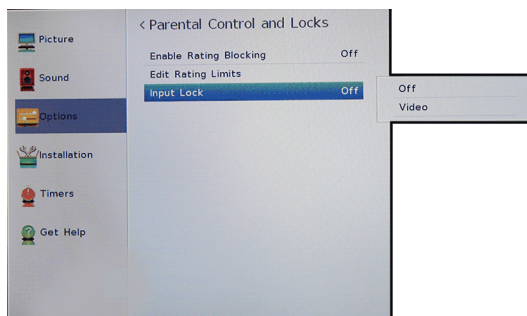 Picture
Sound
Options
Installation
Timers
Get Help
< Parental Control and Locks
Enable Rating Blocking Off
Edit Rating Limits
Input Lock Off
Off
Video